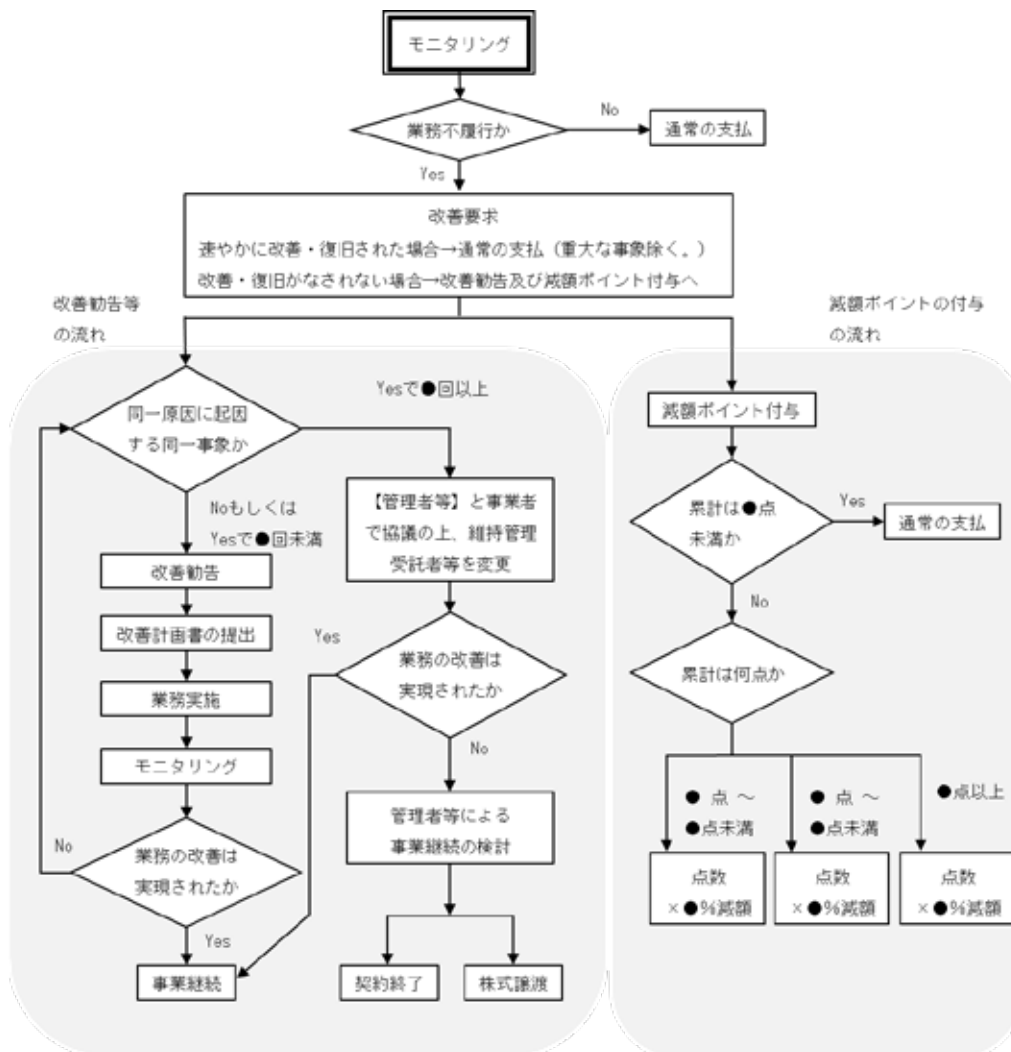 モニタリング
業務不履行か
No
通常の支払
Yes
改善要求
速やかに改善・復旧された場合→通常の支払（重大な事象除く。）
改善・復旧がなされない場合→改善勧告及び減額ポイント付与へ
改善勧告等
の流れ
減額ポイントの付与
の流れ
同一原因に起因
する同一事象か
Yesで●回以上
Noもしくは
Yesで●回未満
改善勧告
改善計画書の提出
業務実施
モニタリング
業務の改善は
実現されたか
No
Yes
事業継続
【管理者等】と事業者
で協議の上、維持管理
受託者等を変更
業務の改善は
実現されたか
Yes
No
管理者等による
事業継続の検討
契約終了
株式譲渡
減額ポイント付与
累計は●点
未満か
Yes
通常の支払
No
累計は何点か
● 点 ～
●点未満
● 点 ～
●点未満
●点以上
点数
×●%減額
点数
×●%減額
点数
×●%減額